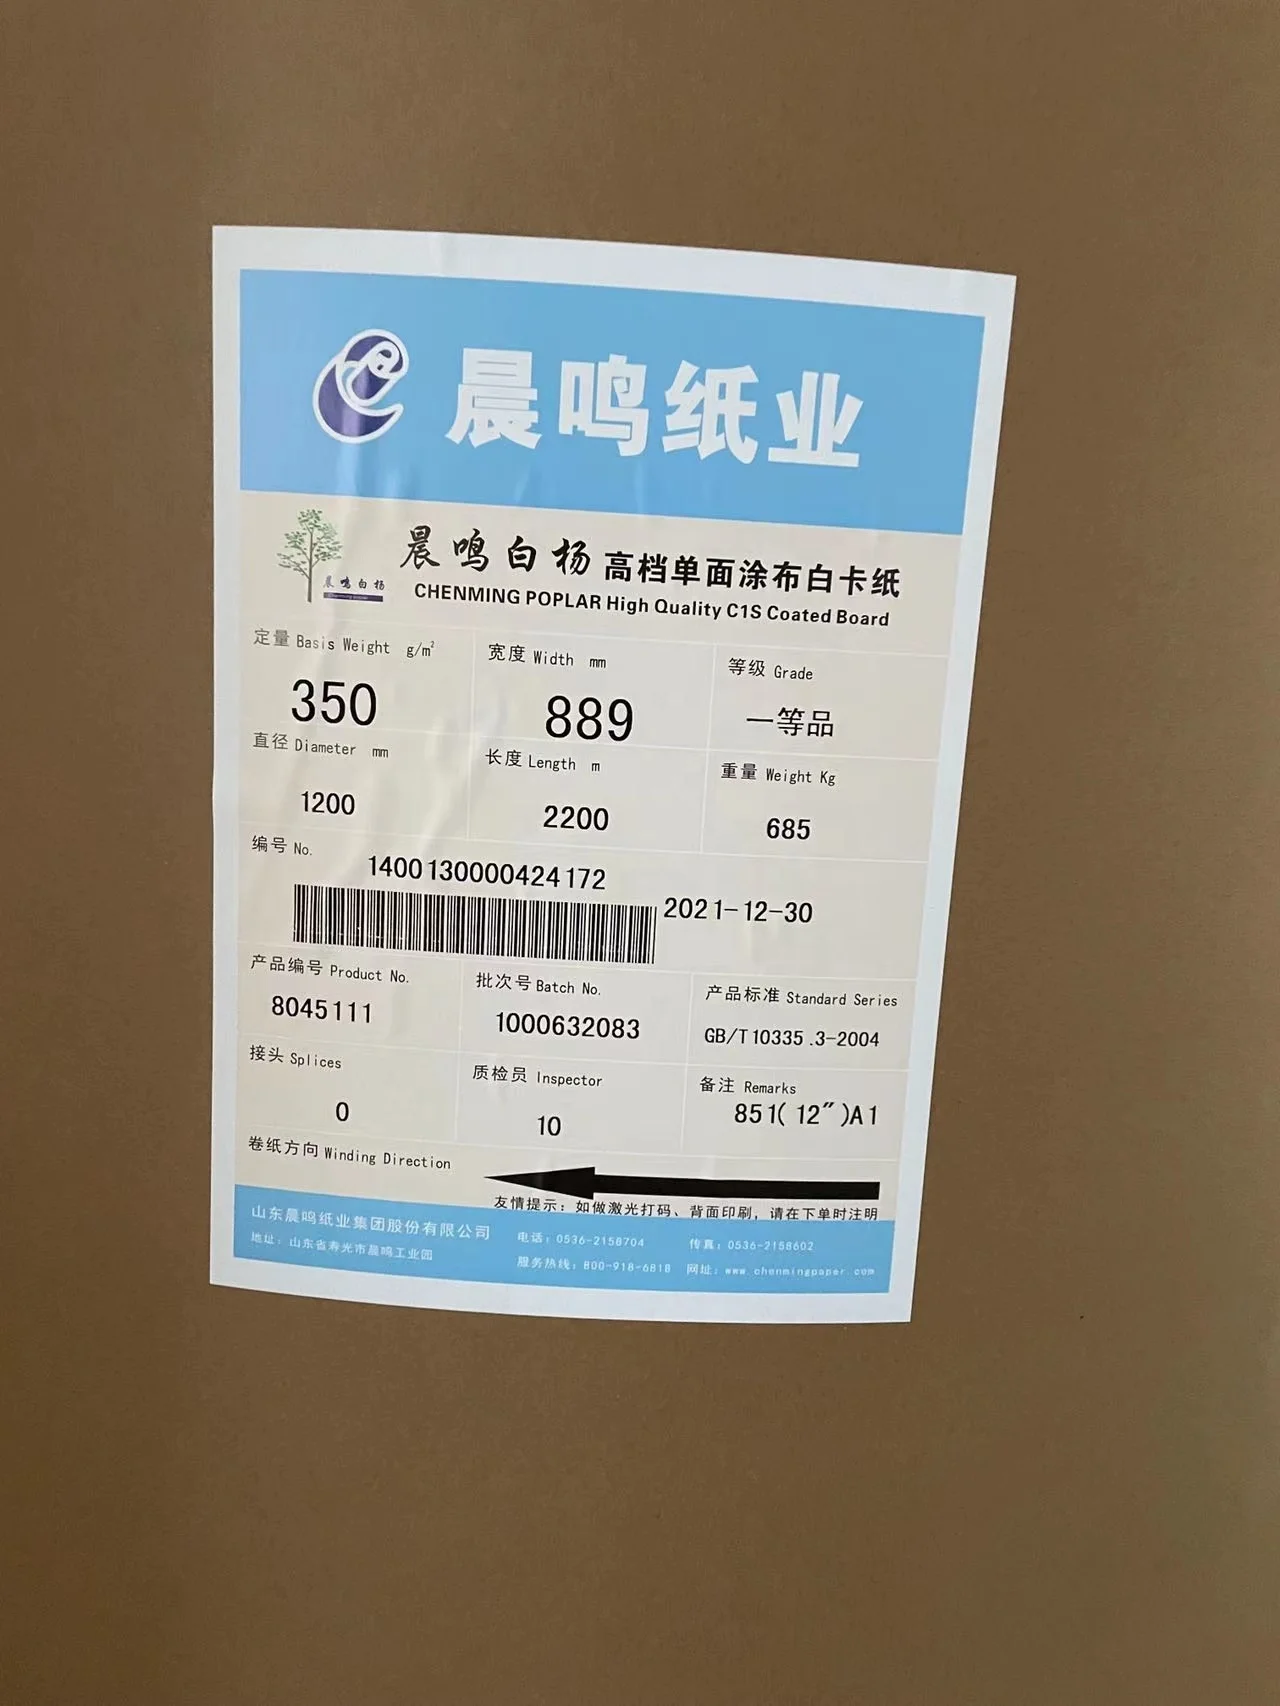 晨鸣纸业
晨鸣白杨
Chenming poplar
晨鸣白杨 高档单面涂布白卡纸
CHENMING POPLAR High Quality C1S Coated Board
定量 Basis Weight g/m²
宽度 Width mm
等级 Grade
350
889
一等品
直径 Diameter mm
长度 Length m
重量 Weight Kg
1200
2200
685
编号 No.
1400130000424172
2021-12-30
产品编号 Product No.
批次号 Batch No.
产品标准 Standard Series
8045111
1000632083
GB/T10335.3-2004
接头 Splices
质检员 Inspector
备注 Remarks
0
10
851(12″)A1
卷纸方向 Winding Direction
友情提示：如做激光打码、背面印刷，请在下单时注明
山东晨鸣纸业集团股份有限公司
电话：0536-2158704
传真：0536-2158602
地址：山东省寿光市晨鸣工业园
服务热线：800-918-6818
网址：www.chenmingpaper.com